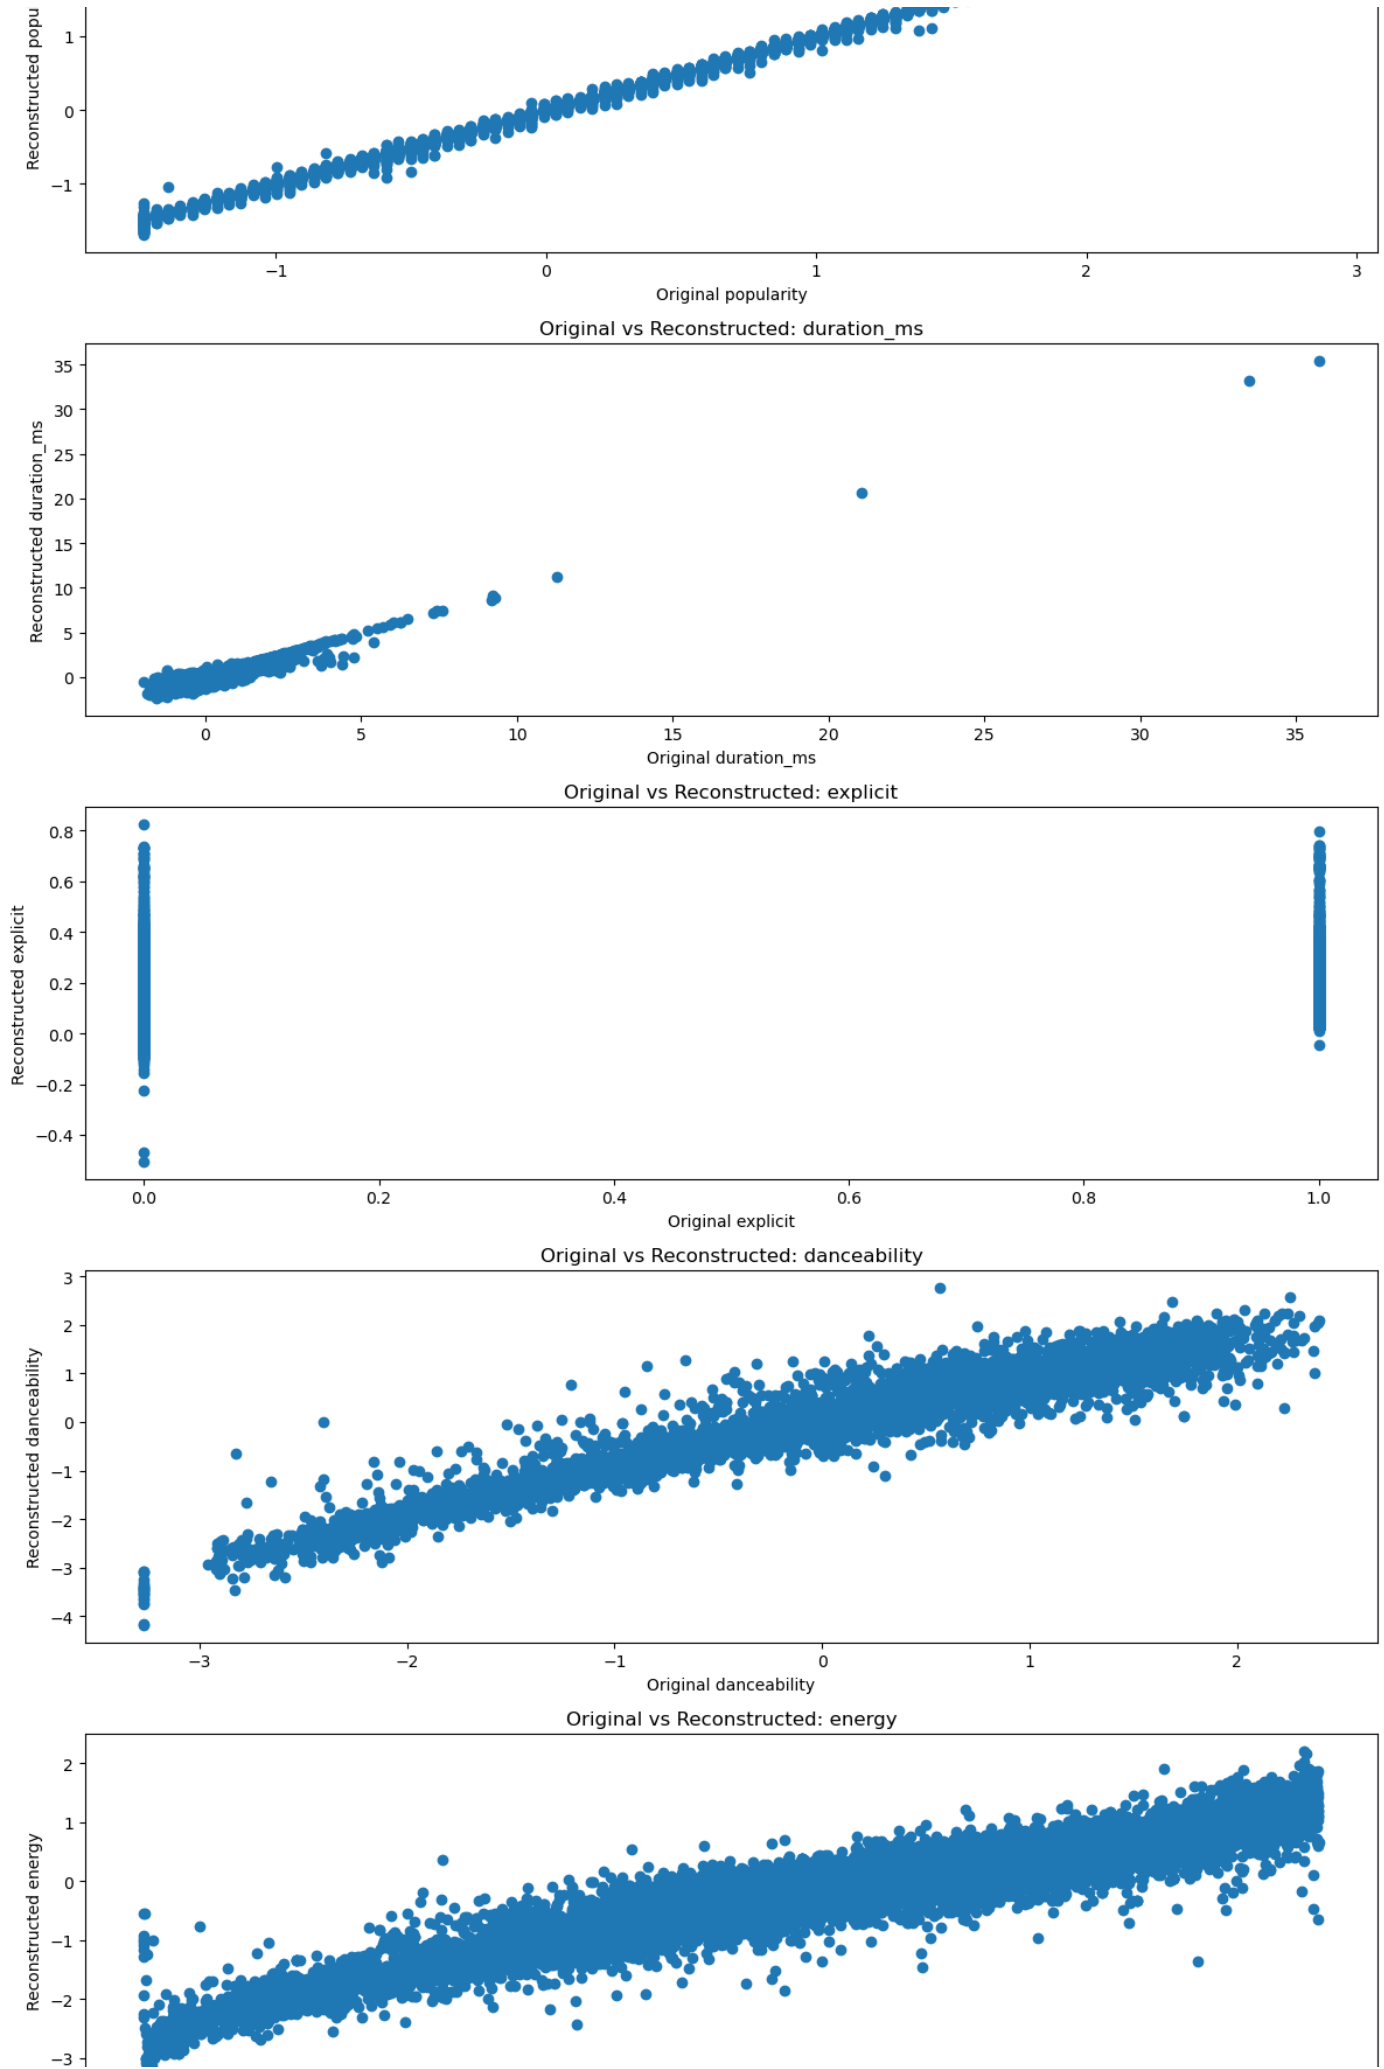 Reconstructed popu
1
0
−1
−1 0 1 2 3
Original popularity
Original vs Reconstructed: duration_ms
Reconstructed duration_ms
35
30
25
20
15
10
5
0
0 5 10 15 20 25 30 35
Original duration_ms
Original vs Reconstructed: explicit
Reconstructed explicit
0.8
0.6
0.4
0.2
0.0
−0.2
−0.4
0.0 0.2 0.4 0.6 0.8 1.0
Original explicit
Original vs Reconstructed: danceability
Reconstructed danceability
3
2
1
0
−1
−2
−3
−4
−3 −2 −1 0 1 2
Original danceability
Original vs Reconstructed: energy
Reconstructed energy
2
1
0
−1
−2
−3